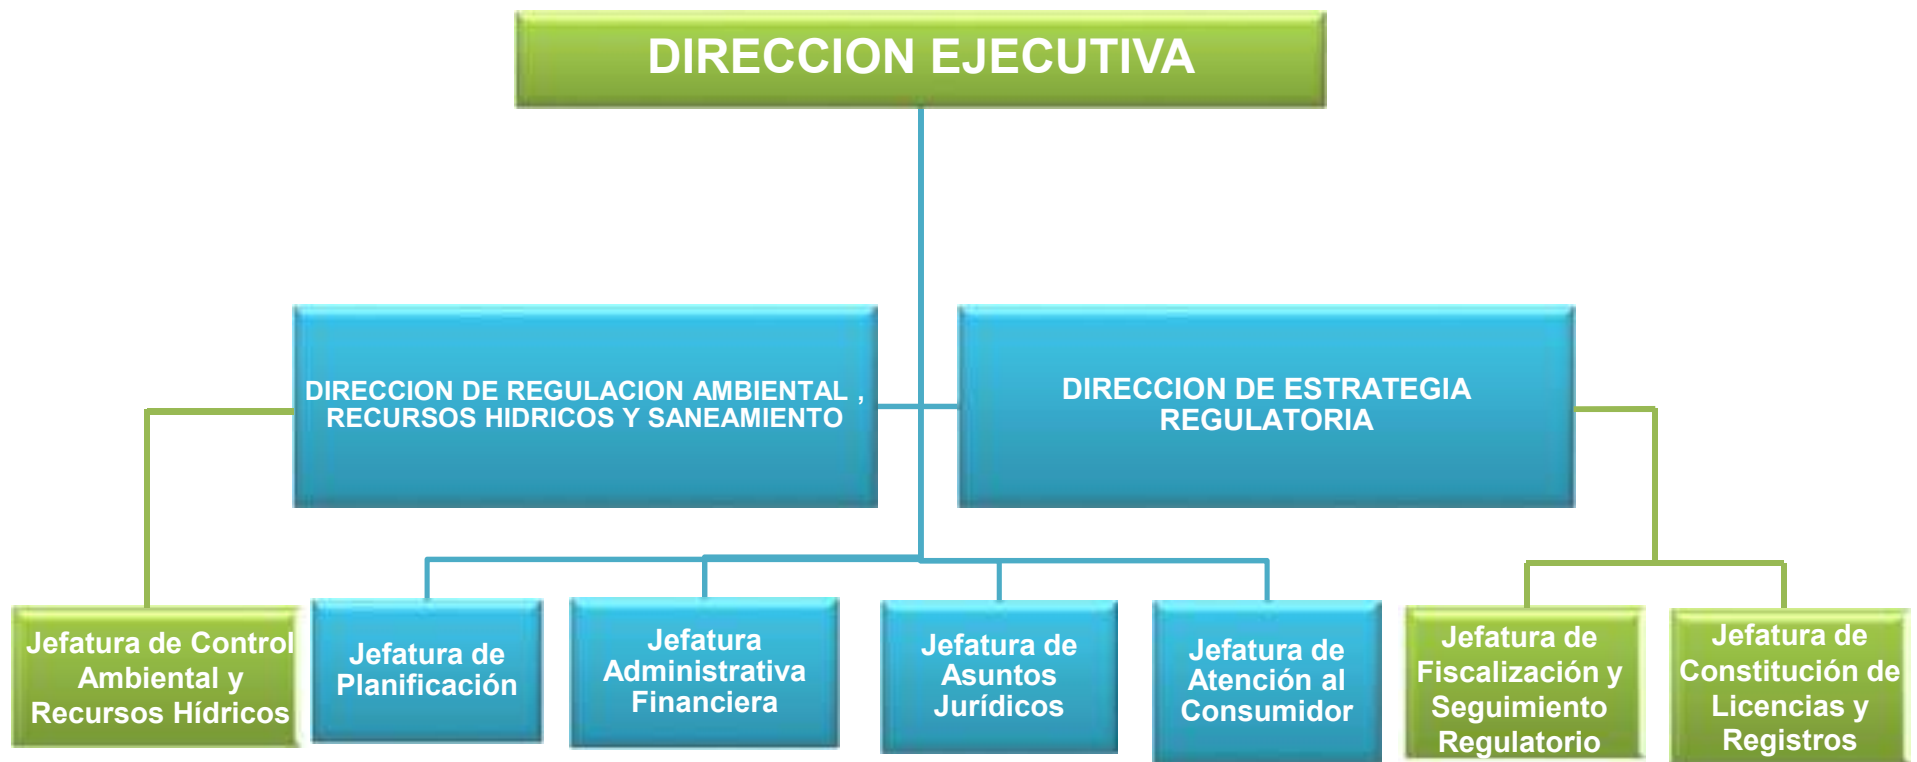 DIRECCION EJECUTIVA
DIRECCION DE REGULACION AMBIENTAL ,
RECURSOS HIDRICOS Y SANEAMIENTO
DIRECCION DE ESTRATEGIA
REGULATORIA
Jefatura de Control
Ambiental y
Recursos Hídricos
Jefatura de
Planificación
Jefatura
Administrativa
Financiera
Jefatura de
Asuntos
Jurídicos
Jefatura de
Atención al
Consumidor
Jefatura de
Fiscalización y
Seguimiento
Regulatorio
Jefatura de
Constitución de
Licencias y
Registros